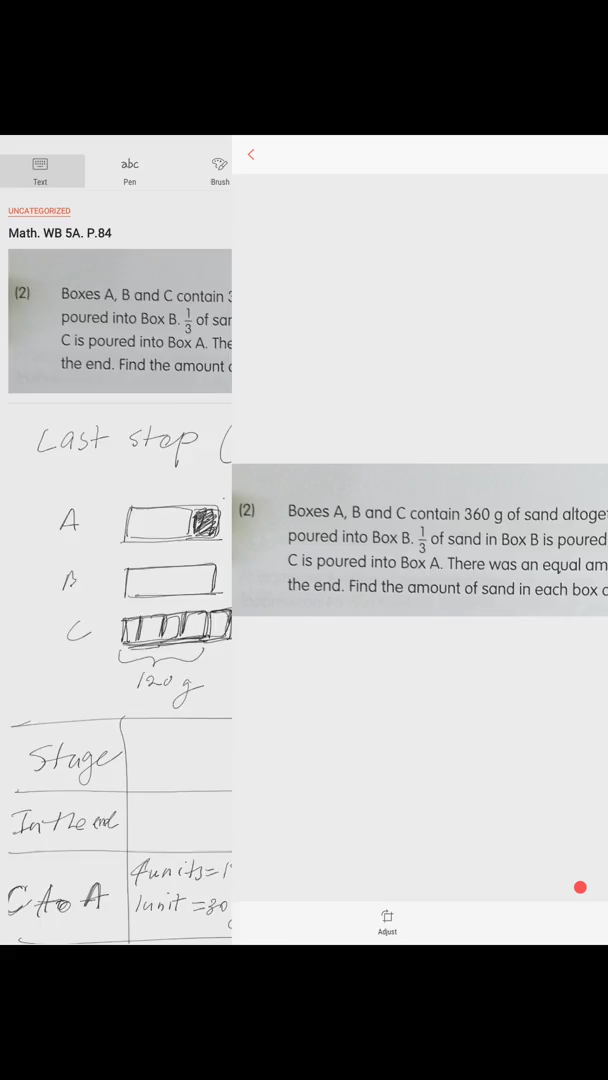 Text
abc
Pen
Brush
UNCATEGORIZED
Math. WB 5A. P.84
(2) Boxes A, B and C contain 3
poured into Box B. 1/3 of sar
C is poured into Box A. The
the end. Find the amount o
Last step (
A
B
C
120 g
Stage
In the end
C to A
4units=1
1unit =30
(2) Boxes A, B and C contain 360 g of sand altoge
poured into Box B. 1/3 of sand in Box B is poured
C is poured into Box A. There was an equal am
the end. Find the amount of sand in each box o
Adjust